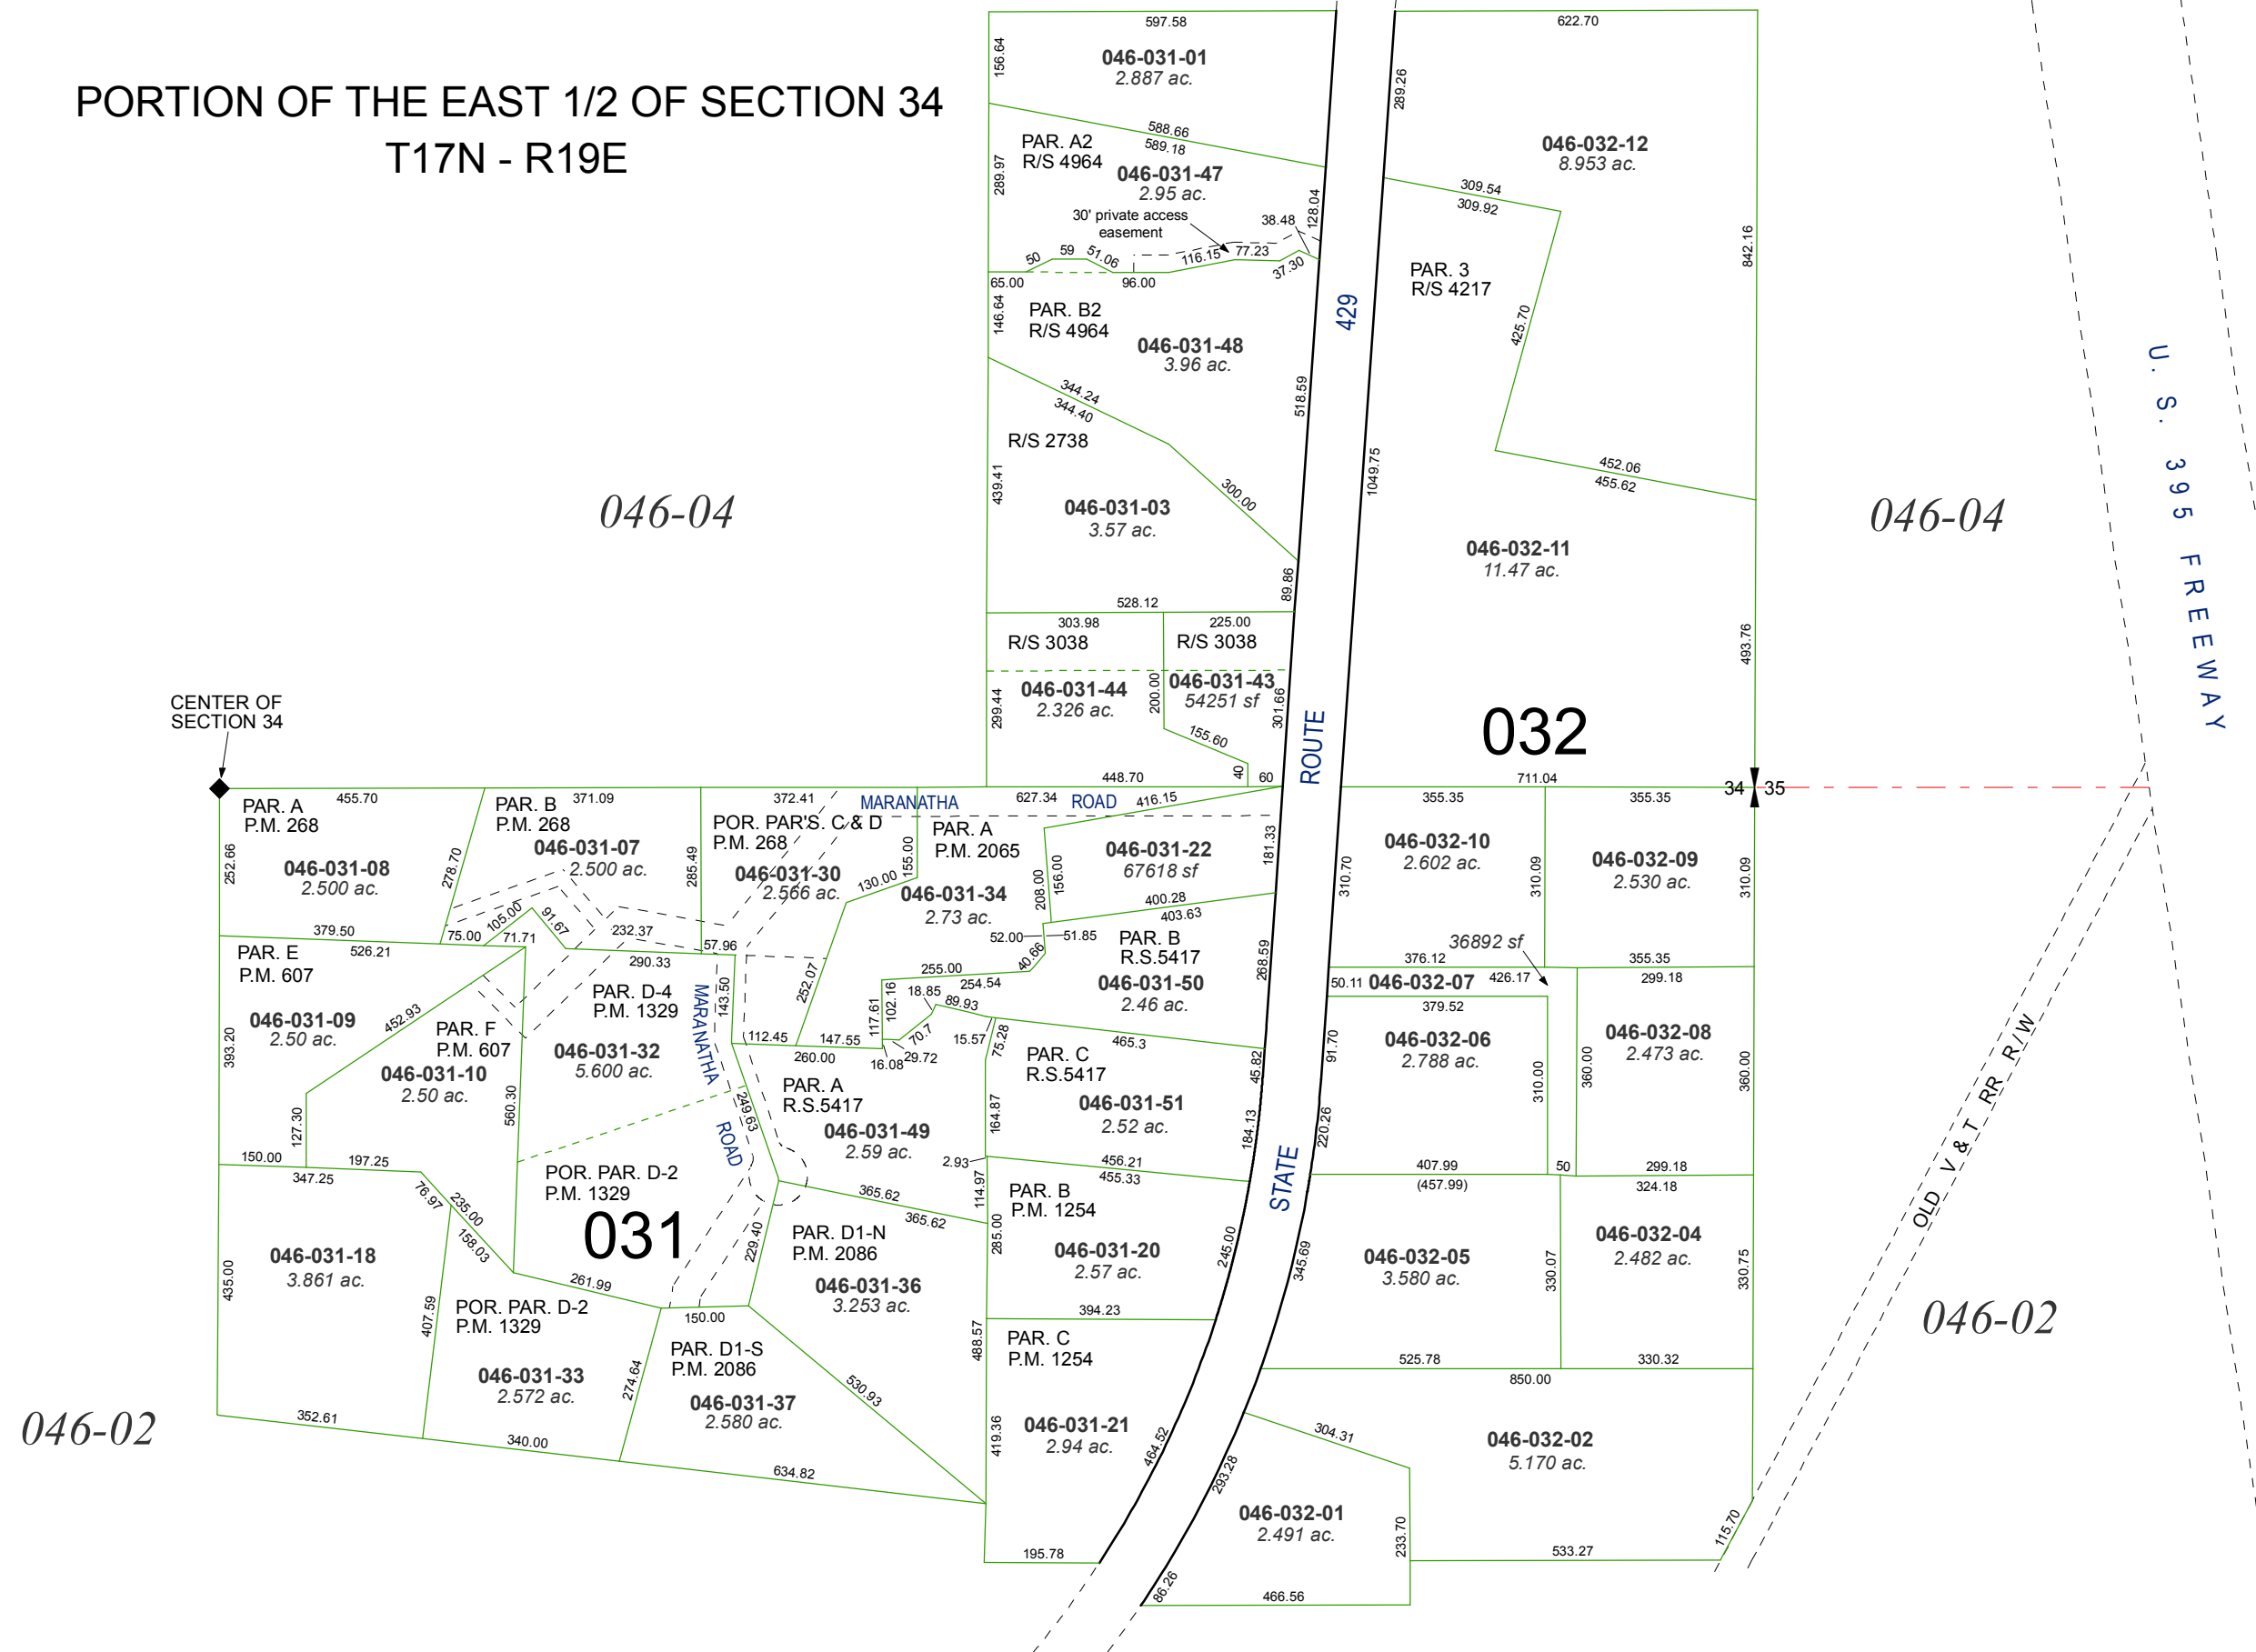 PORTION OF THE EAST 1/2 OF SECTION 34
T17N - R19E
597.58
622.70
156.64
046-031-01
2.887 ac.
289.26
588.66
589.18
PAR. A2
R/S 4964
289.97
046-031-47
2.95 ac.
128.04
30' private access
easement
38.48
50
59
51.06
116.15
77.23
37.30
65.00
96.00
046-032-12
8.953 ac.
309.54
309.92
842.16
PAR. 3
R/S 4217
425.70
146.64
PAR. B2
R/S 4964
046-031-48
3.96 ac.
429
518.59
344.24
344.40
R/S 2738
439.41
300.00
1049.75
452.06
455.62
046-04
046-031-03
3.57 ac.
046-04
U. S. 395 FREEWAY
046-032-11
11.47 ac.
89.86
528.12
303.98
225.00
R/S 3038
R/S 3038
493.76
046-031-44
2.326 ac.
299.44
200.00
046-031-43
54251 sf
301.66
155.60
40
60
448.70
ROUTE
032
711.04
34
35
CENTER OF
SECTION 34
455.70
371.09
372.41
MARANATHA
627.34
ROAD
416.15
355.35
355.35
PAR. A
P.M. 268
252.66
046-031-08
2.500 ac.
278.70
PAR. B
P.M. 268
046-031-07
2.500 ac.
285.49
POR. PAR'S. C & D
P.M. 268
046-031-30
2.566 ac.
155.00
130.00
PAR. A
P.M. 2065
046-031-34
2.73 ac.
208.00
156.00
046-031-22
67618 sf
181.33
400.28
403.63
310.70
046-032-10
2.602 ac.
310.09
046-032-09
2.530 ac.
310.09
379.50
526.21
75.00
105.00
71.71
91.67
232.37
290.33
57.96
PAR. E
P.M. 607
52.00
51.85
40.66
PAR. B
R.S.5417
046-031-50
2.46 ac.
268.59
255.00
254.54
252.07
36892 sf
376.12
355.35
50.11
046-032-07
426.17
299.18
379.52
046-031-09
2.50 ac.
393.20
452.93
PAR. F
P.M. 607
046-031-10
2.50 ac.
127.30
560.30
PAR. D-4
P.M. 1329
046-031-32
5.600 ac.
MARANATHA
ROAD
143.50
112.45
147.55
260.00
117.61
102.16
18.85
89.93
70.7
16.08
29.72
15.57
75.28
465.3
45.82
91.70
046-032-06
2.788 ac.
310.00
360.00
046-032-08
2.473 ac.
360.00
PAR. A
R.S.5417
249.63
046-031-49
2.59 ac.
PAR. C
R.S.5417
164.87
046-031-51
2.52 ac.
184.13
220.26
OLD V & T RR R/W
150.00
197.25
347.25
76.97
235.00
158.03
2.93
456.21
455.33
114.97
407.99
50
299.18
(457.99)
324.18
POR. PAR. D-2
P.M. 1329
031
365.62
365.62
PAR. B
P.M. 1254
STATE
285.00
046-031-20
2.57 ac.
245.00
345.69
046-031-18
3.861 ac.
435.00
407.59
261.99
229.40
PAR. D1-N
P.M. 2086
046-031-36
3.253 ac.
046-032-05
3.580 ac.
330.07
046-032-04
2.482 ac.
330.75
POR. PAR. D-2
P.M. 1329
150.00
394.23
046-031-33
2.572 ac.
274.64
PAR. D1-S
P.M. 2086
046-031-37
2.580 ac.
530.93
488.57
PAR. C
P.M. 1254
525.78
330.32
850.00
046-02
046-02
352.61
340.00
634.82
419.36
046-031-21
2.94 ac.
464.52
304.31
293.28
046-032-02
5.170 ac.
046-032-01
2.491 ac.
233.70
115.70
195.78
533.27
86.26
466.56